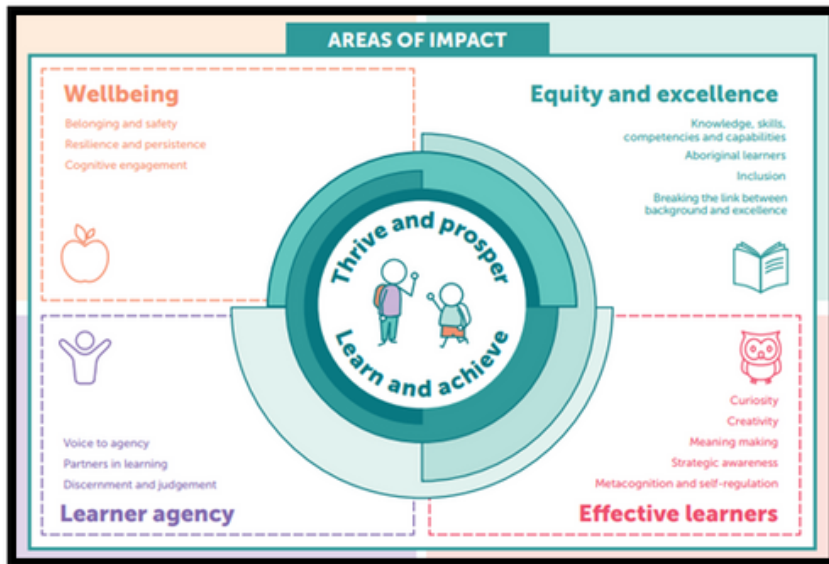 AREAS OF IMPACT
Wellbeing
Belonging and safety
Resilience and persistence
Cognitive engagement
Equity and excellence
Knowledge, skills,
competencies and capabilities
Aboriginal learners
Inclusion
Breaking the link between
background and excellence
Thrive and prosper
Learn and achieve
Voice to agency
Partners in learning
Discernment and judgement
Learner agency
Curiosity
Creativity
Meaning making
Strategic awareness
Metacognition and self-regulation
Effective learners